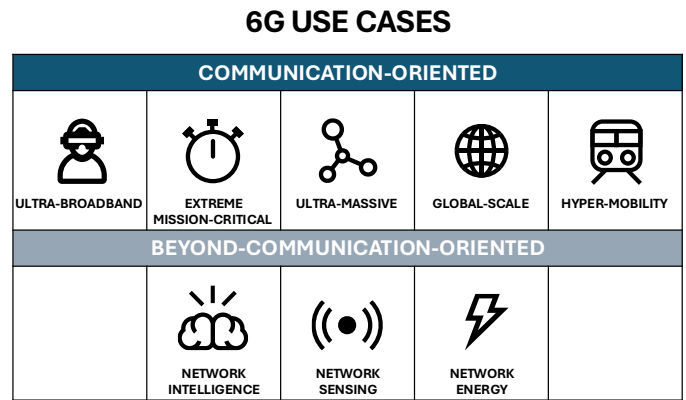 6G USE CASES
COMMUNICATION-ORIENTED
ULTRA-BROADBAND
EXTREME
MISSION-CRITICAL
ULTRA-MASSIVE
GLOBAL-SCALE
HYPER-MOBILITY
BEYOND-COMMUNICATION-ORIENTED
NETWORK
INTELLIGENCE
NETWORK
SENSING
NETWORK
ENERGY